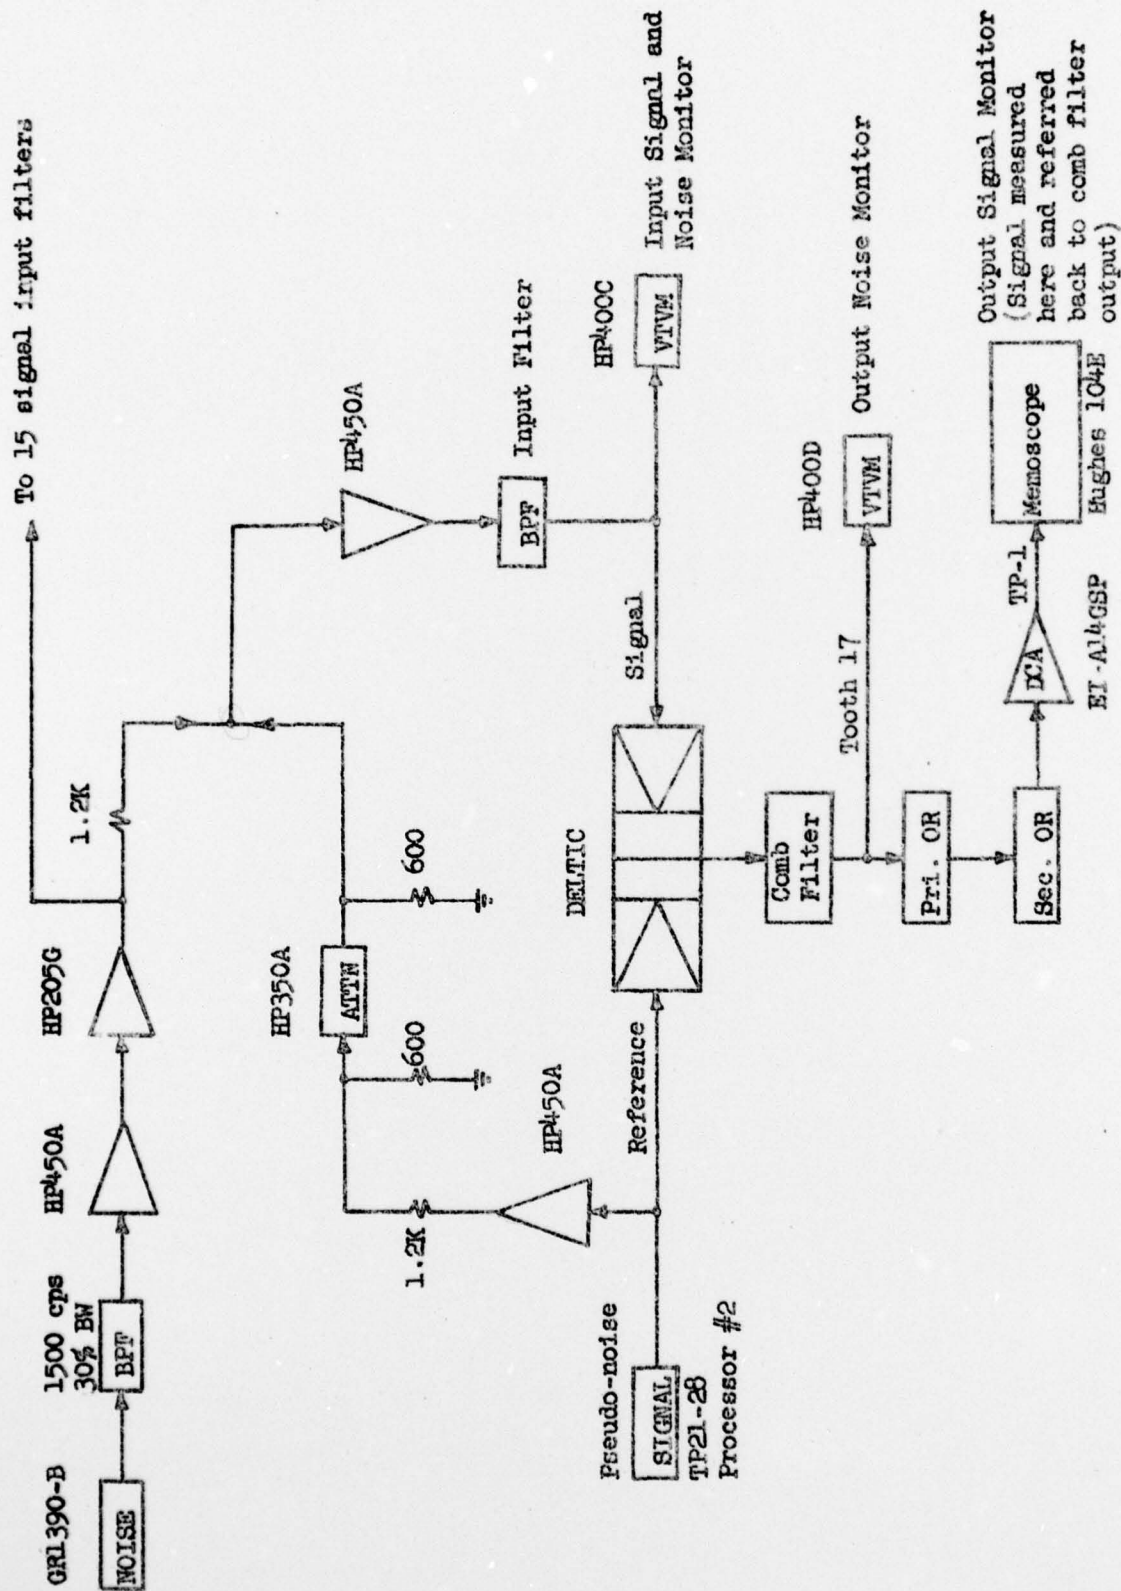 GR1390-B
NOISE
1500 cps
30% BW
BPF
HP450A
HP205G
1.2K
To 15 signal input filters
HP350A
ATTN
600
600
1.2K
HP450A
HP450A
BPF
Input Filter
HP400C
VTVM
Input Signal and
Noise Monitor
Pseudo-noise
SIGNAL
TP21-28
Processor #2
Reference
DELTIC
Signal
Comb
Filter
Tooth 17
HP400D
VTVM
Output Noise Monitor
Pri. OR
Sec. OR
DCA
EI-A14GSP
TP-1
Memoscope
Hughes 104E
Output Signal Monitor
(Signal measured
here and referred
back to comb filter
output)